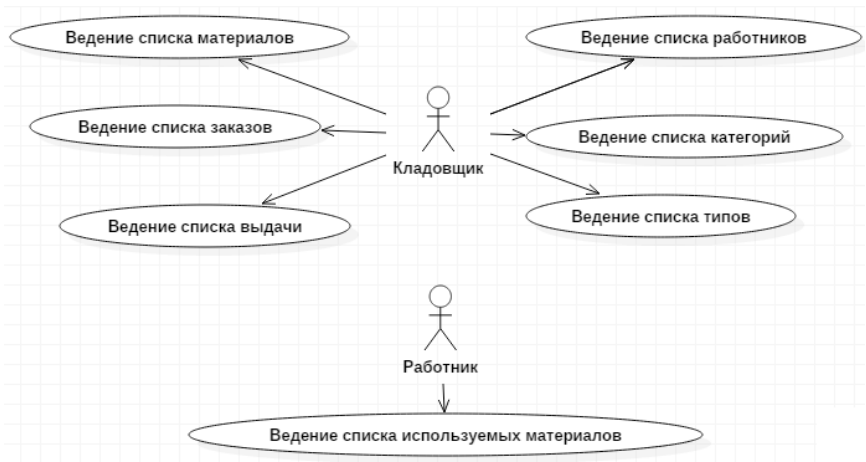 Ведение списка материалов
Ведение списка работников
Ведение списка заказов
Ведение списка категорий
Кладовщик
Ведение списка выдачи
Ведение списка типов
Работник
Ведение списка используемых материалов